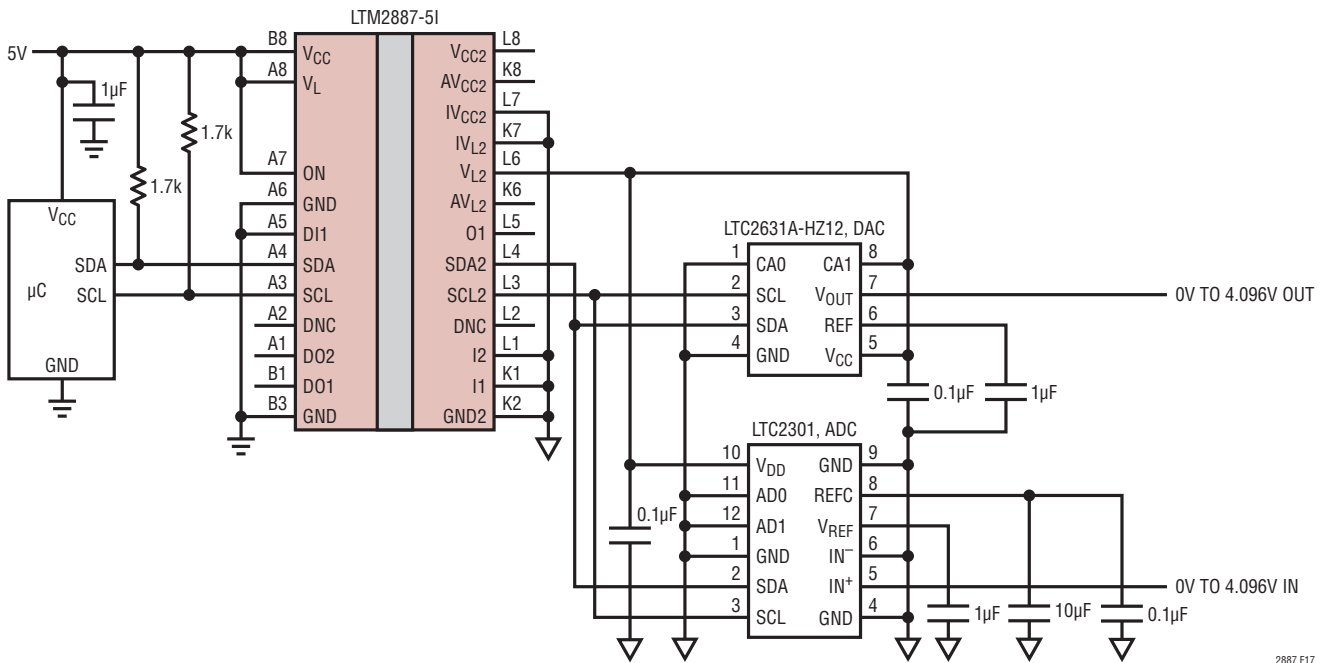 LTM2887-5I
5V
1µF
1.7k
1.7k
VCC
SDA
µC
SCL
GND
B8 VCC
A8 VL
A7 ON
A6 GND
A5 DI1
A4 SDA
A3 SCL
A2 DNC
A1 DO2
B1 DO1
B3 GND
VCC2 L8
AVCC2 K8
IVCC2 L7
IVL2 K7
VL2 L6
AVL2 K6
O1 L5
SDA2 L4
SCL2 L3
DNC L2
I2 L1
I1 K1
GND2 K2
LTC2631A-HZ12, DAC
1 CA0 CA1 8
2 SCL VOUT 7
3 SDA REF 6
4 GND VCC 5
0V TO 4.096V OUT
0.1µF
1µF
LTC2301, ADC
10 VDD GND 9
11 AD0 REFC 8
12 AD1 VREF 7
1 GND IN– 6
2 SDA IN+ 5
3 SCL GND 4
0.1µF
0V TO 4.096V IN
1µF
10µF
0.1µF
2887 F17